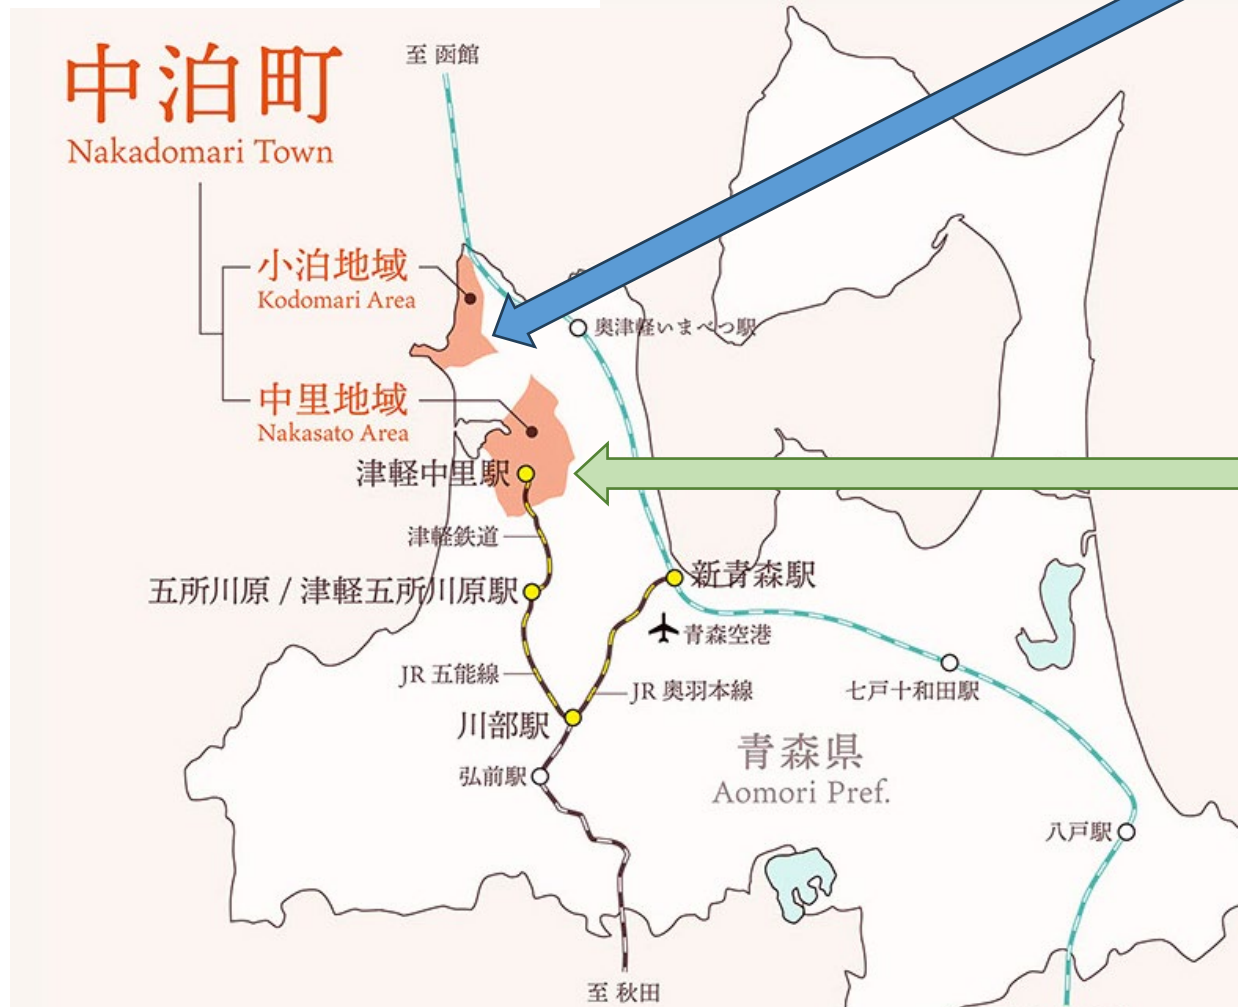 中泊町
Nakadomari Town
至 函館
小泊地域
Kodomari Area
奥津軽いまべつ駅
中里地域
Nakasato Area
津軽中里駅
津軽鉄道
五所川原 / 津軽五所川原駅
新青森駅
青森空港
JR 五能線
JR 奥羽本線
七戸十和田駅
川部駅
青森県
Aomori Pref.
弘前駅
八戸駅
至 秋田